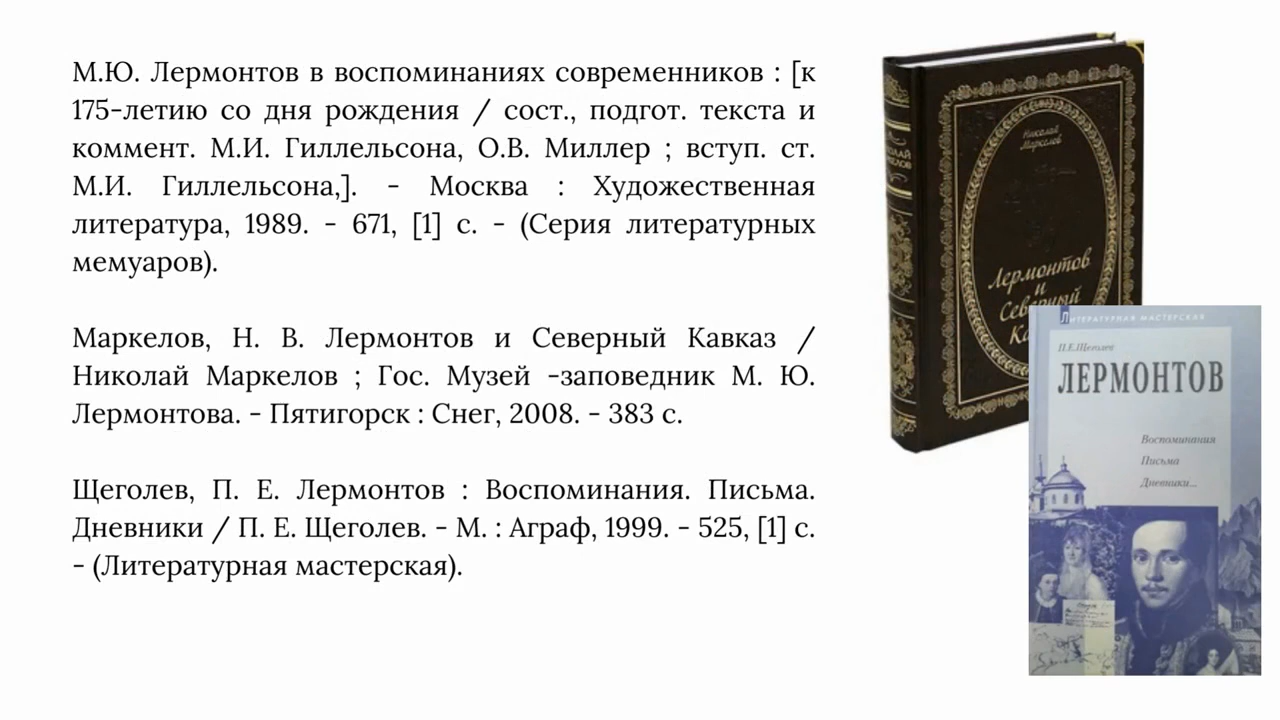 М.Ю. Лермонтов в воспоминаниях современников : [к
175-летию со дня рождения / сост., подгот. текста и
коммент. М.И. Гиллельсона, О.В. Миллер ; вступ. ст.
М.И. Гиллельсона,]. - Москва : Художественная
литература, 1989. - 671, [1] с. - (Серия литературных
мемуаров).
Маркелов, Н. В. Лермонтов и Северный Кавказ /
Николай Маркелов ; Гос. Музей -заповедник М. Ю.
Лермонтова. - Пятигорск : Снег, 2008. - 383 с.
Щеголев, П. Е. Лермонтов : Воспоминания. Письма.
Дневники / П. Е. Щеголев. - М. : Аграф, 1999. - 525, [1] с.
- (Литературная мастерская).
Николай
Маркелов
Лермонтов
и
Северный
ЛИТЕРАТУРНАЯ МАСТЕРСКАЯ
П.Е.Щеголев
ЛЕРМОНТОВ
Воспоминания
Письма
Дневники...